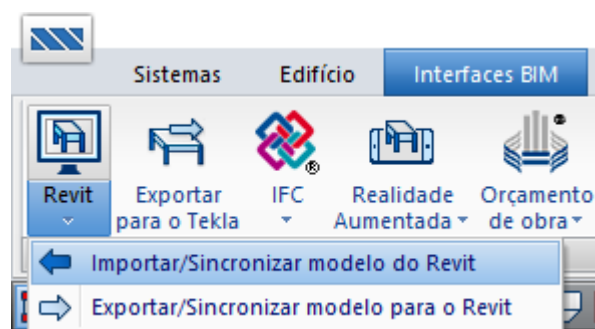 Sistemas Edifício Interfaces BIM
Revit Exportar IFC Realidade Orçamento
para o Tekla Aumentada de obra
Importar/Sincronizar modelo do Revit
Exportar/Sincronizar modelo para o Revit